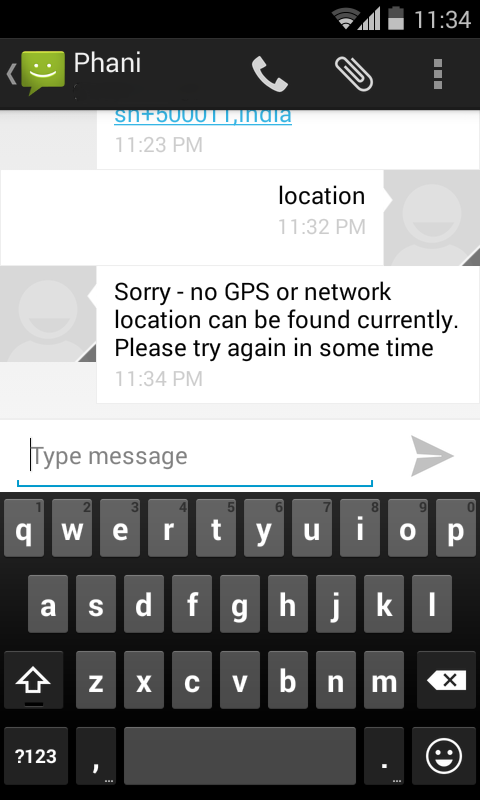 11:34
Phani
sh+500011,India
11:23 PM
location
11:32 PM
Sorry - no GPS or network
location can be found currently.
Please try again in some time
11:34 PM
Type message
1 2 3 4 5 6 7 8 9 0
q w e r t y u i o p
a s d f g h j k l
z x c v b n m
?123 , ... . ...